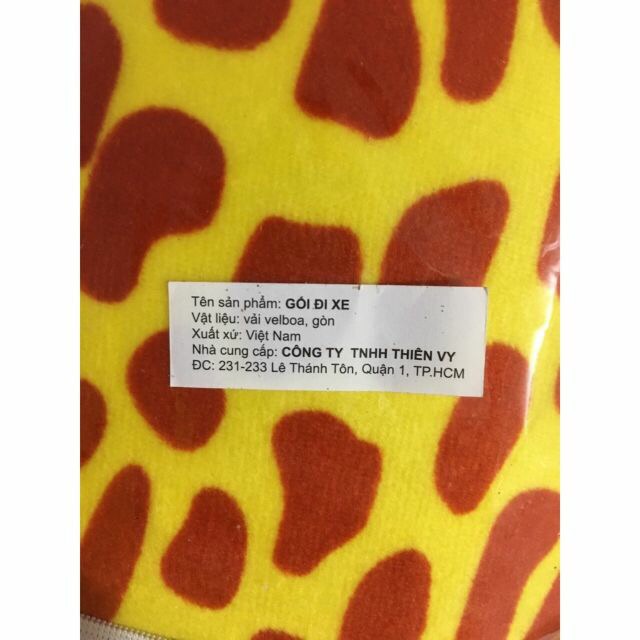 Tên sản phẩm: GỐI ĐI XE
Vật liệu: vải velboa, gòn
Xuất xứ: Việt Nam
Nhà cung cấp: CÔNG TY TNHH THIÊN VY
ĐC: 231-233 Lê Thánh Tôn, Quận 1, TP.HCM